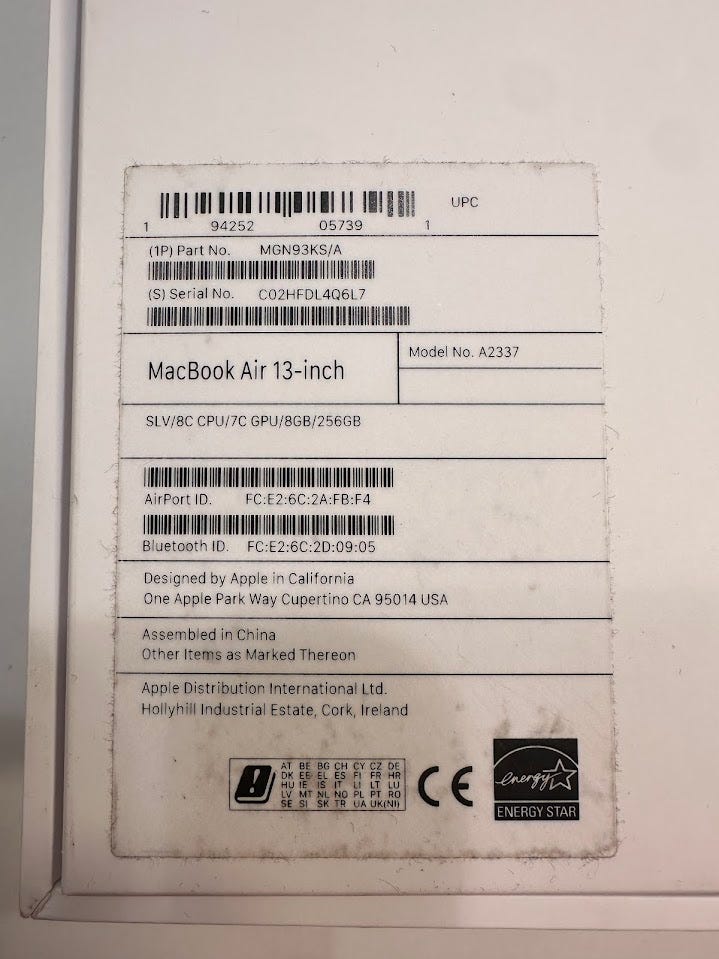 UPC
1 94252 05739 1
(1P) Part No. MGN93KS/A
(S) Serial No. C02HFDL4Q6L7
MacBook Air 13-inch
Model No. A2337
SLV/8C CPU/7C GPU/8GB/256GB
AirPort ID. FC:E2:6C:2A:FB:F4
Bluetooth ID. FC:E2:6C:2D:09:05
Designed by Apple in California
One Apple Park Way Cupertino CA 95014 USA
Assembled in China
Other Items as Marked Thereon
Apple Distribution International Ltd.
Hollyhill Industrial Estate, Cork, Ireland
AT BE BG CH CY CZ DE
DK EE EL ES FI FR HR
HU IE IS IT LI LT LU
LV MT NL NO PL PT RO
SE SI SK TR UA UK(NI)
CE
energy
ENERGY STAR